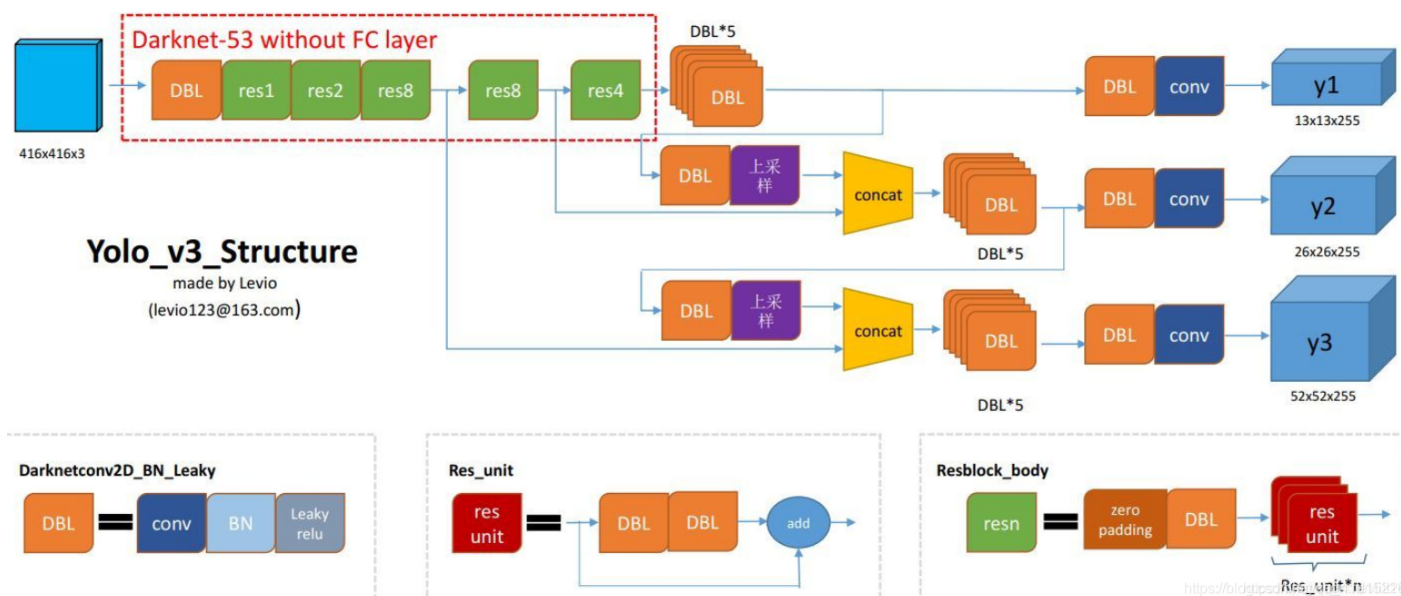 Darknet-53 without FC layer
DBL*5
DBL
res1
res2
res8
res8
res4
DBL
DBL
conv
y1
13x13x255
416x416x3
DBL
上采
样
concat
DBL
DBL
conv
y2
26x26x255
DBL*5
Yolo_v3_Structure
made by Levio
(levio123@163.com)
DBL
上采
样
concat
DBL
DBL
conv
y3
52x52x255
DBL*5
Darknetconv2D_BN_Leaky
DBL
conv
BN
Leaky
relu
Res_unit
res
unit
DBL
DBL
add
Resblock_body
resn
zero
padding
DBL
res
unit
Res_unit*n